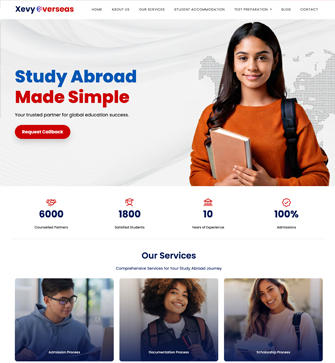 Xevy Overseas
HOME ABOUT US OUR SERVICES STUDENT ACCOMMODATION TEST PREPARATION BLOG CONTACT
Study Abroad
Made Simple
Your trusted partner for global education success.
Request Callback
6000 1800 10 100%
Counselled Partners Satisfied Students Years of Experience Admissions
Our Services
Comprehensive Services for Your Study Abroad Journey
Admission Process Documentation Process Scholarship Process